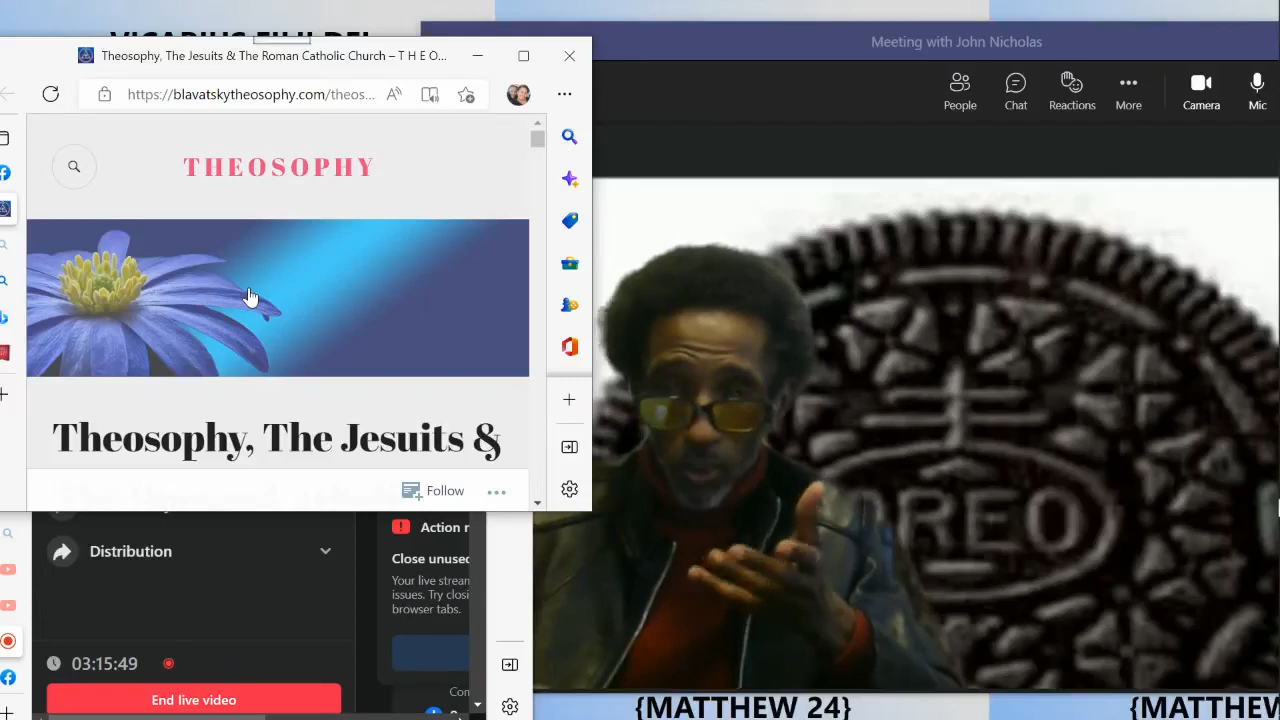 Meeting with John Nicholas
Theosophy, The Jesuits & The Roman Catholic Church – T H E O...
https://blavatskytheosophy.com/theos...
People
Chat
Reactions
More
Camera
Mic
THEOSOPHY
Theosophy, The Jesuits &
Follow
OREO
Distribution
Action r
Close unused
Your live stream
issues. Try closi
browser tabs.
03:15:49
End live video
Con
{MATTHEW 24}
{MATTHEW